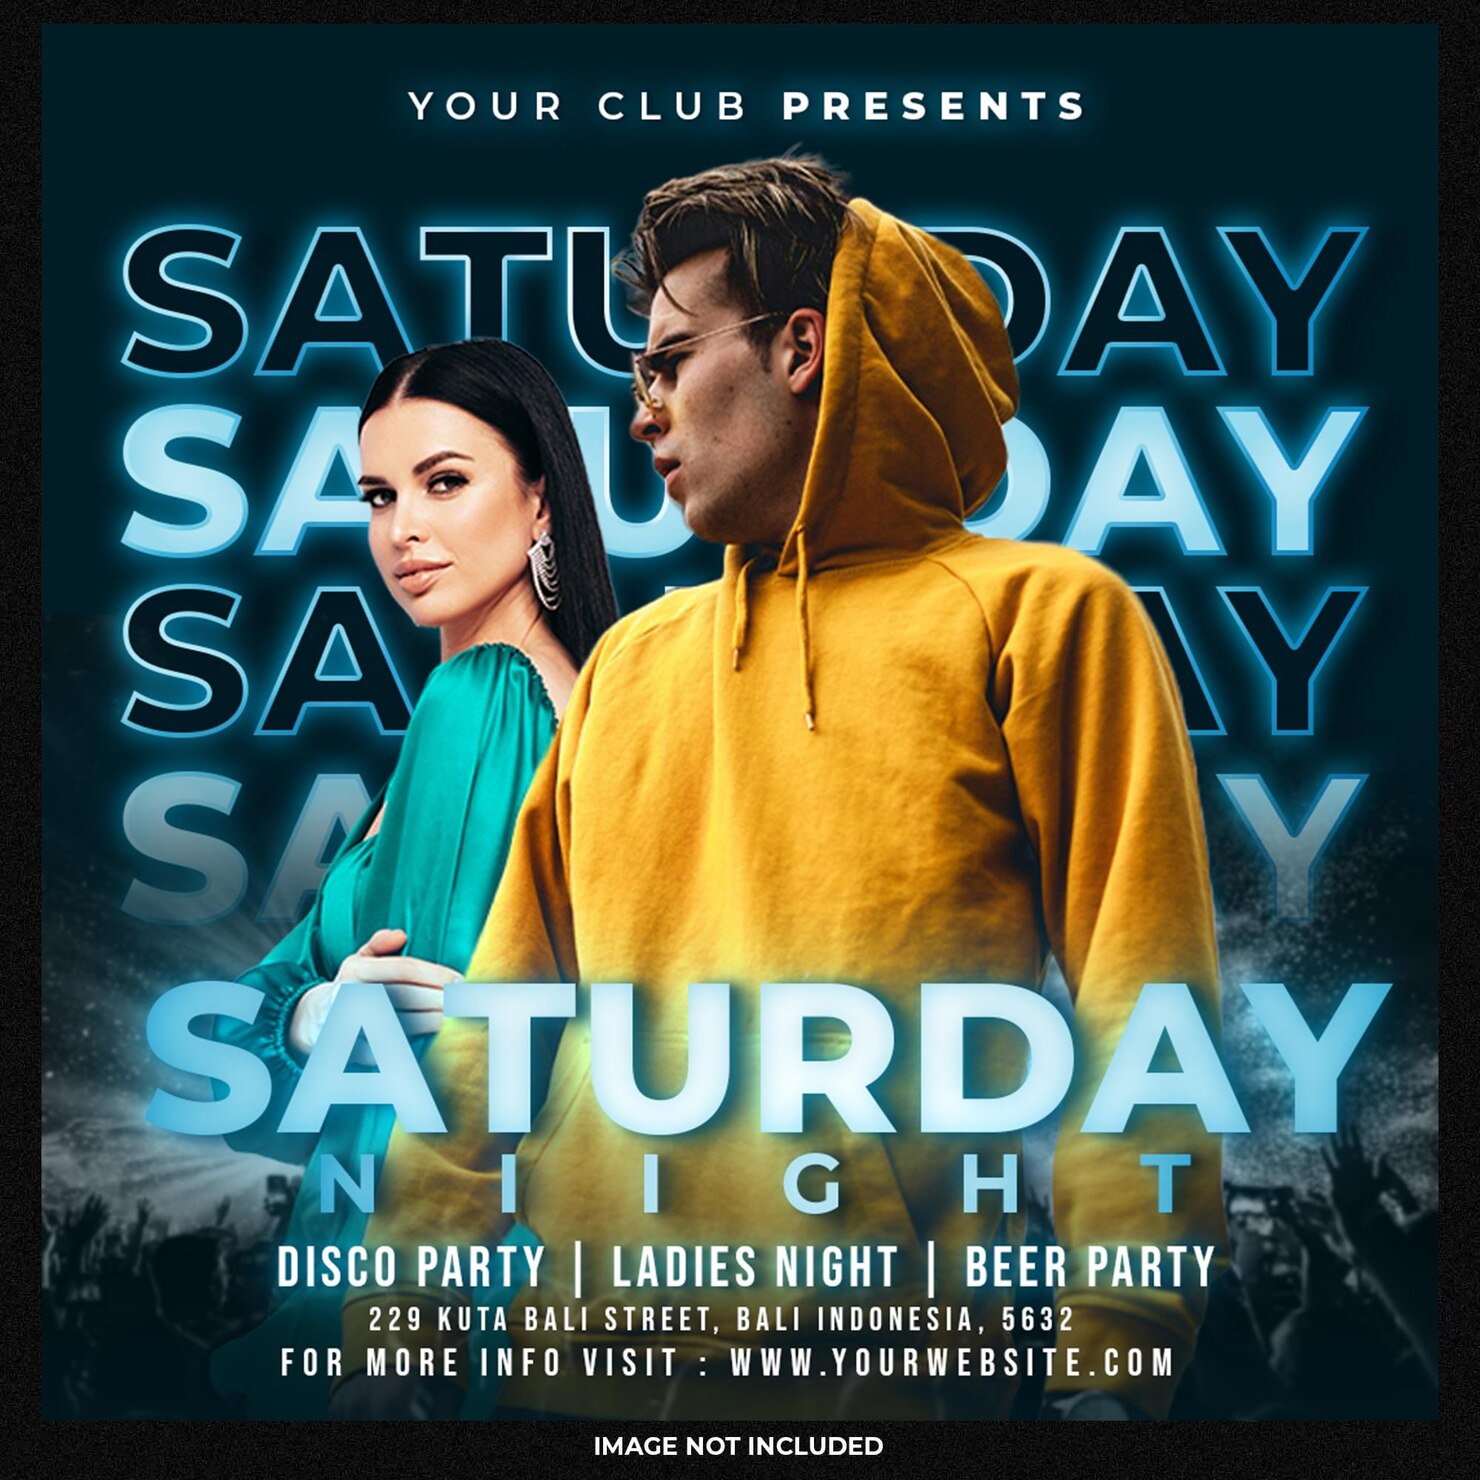 YOUR CLUB PRESENTS
SATURDAY
SATURDAY
SATURDAY
SATURDAY
SATURDAY
NIIGHT
DISCO PARTY | LADIES NIGHT | BEER PARTY
229 KUTA BALI STREET, BALI INDONESIA, 5632
FOR MORE INFO VISIT : WWW.YOURWEBSITE.COM
IMAGE NOT INCLUDED